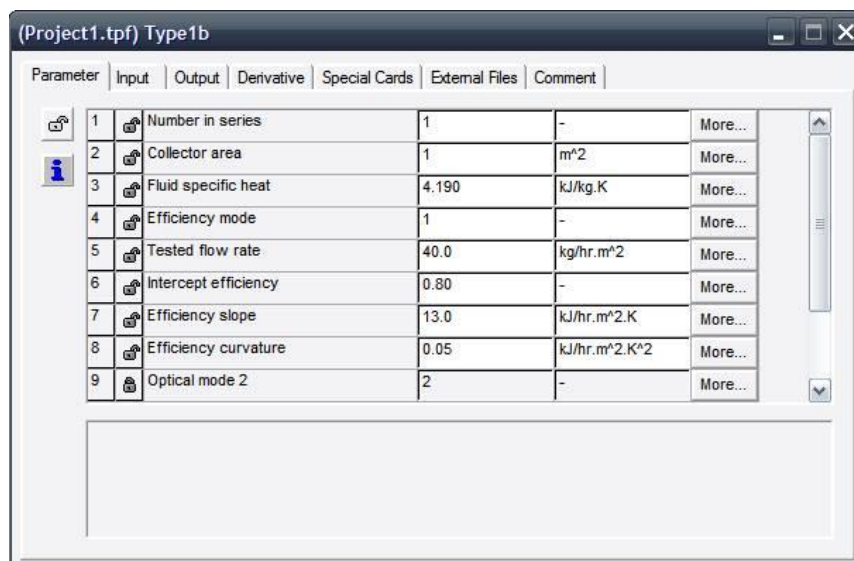 (Project1.tpf) Type1b
Parameter Input Output Derivative Special Cards External Files Comment
1 Number in series 1 - More...
2 Collector area 1 m^2 More...
3 Fluid specific heat 4.190 kJ/kg.K More...
4 Efficiency mode 1 - More...
5 Tested flow rate 40.0 kg/hr.m^2 More...
6 Intercept efficiency 0.80 - More...
7 Efficiency slope 13.0 kJ/hr.m^2.K More...
8 Efficiency curvature 0.05 kJ/hr.m^2.K^2 More...
9 Optical mode 2 2 - More...